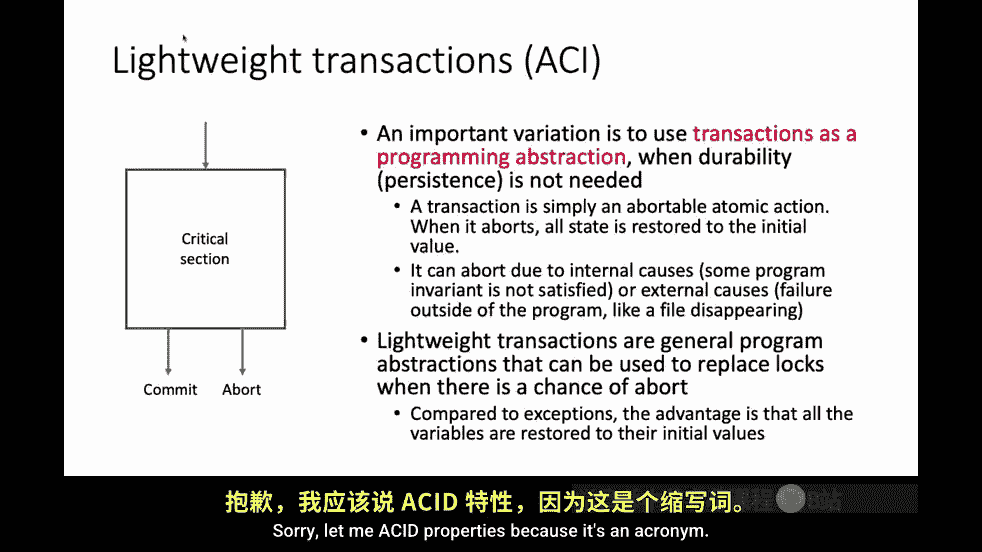 Lightweight transactions (ACI)
Critical
section
Commit
Abort
• An important variation is to use transactions as a
programming abstraction, when durability
(persistence) is not needed
• A transaction is simply an abortable atomic action.
When it aborts, all state is restored to the initial
value.
• It can abort due to internal causes (some program
invariant is not satisfied) or external causes (failure
outside of the program, like a file disappearing)
• Lightweight transactions are general program
abstractions that can be used to replace locks
when there is a chance of abort
• Compared to exceptions, the advantage is that all the
variables are restored to their initial values
抱歉，我应该说 ACID 特性，因为这是个缩写词。
Sorry, let me ACID properties because it's an acronym.